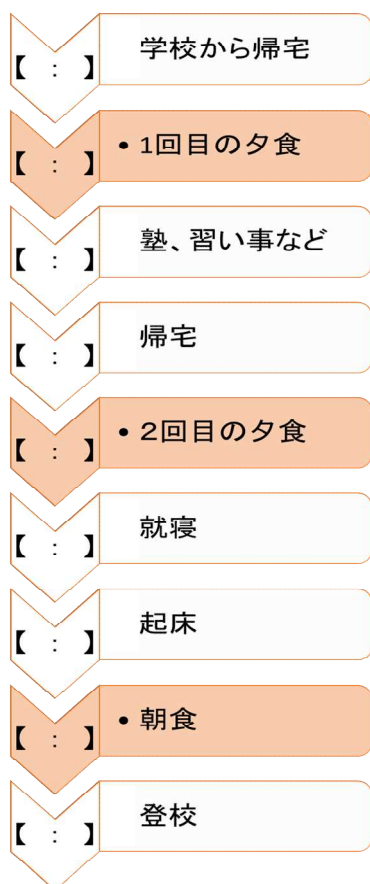 【 : 】 学校から帰宅
【 : 】 • 1回目の夕食
【 : 】 塾、習い事など
【 : 】 帰宅
【 : 】 • 2回目の夕食
【 : 】 就寝
【 : 】 起床
【 : 】 • 朝食
【 : 】 登校